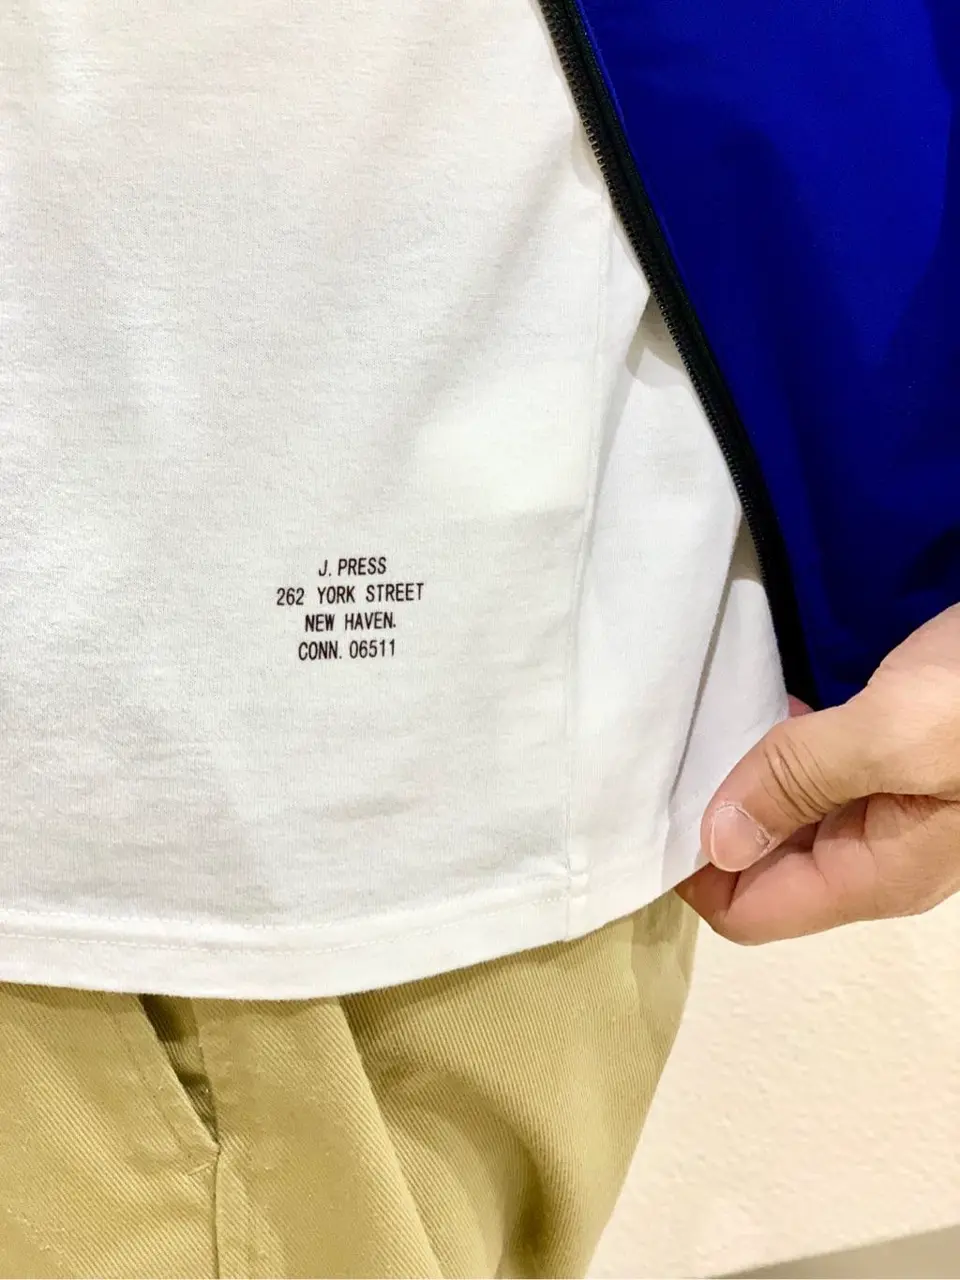 J. PRESS
262 YORK STREET
NEW HAVEN.
CONN. 06511